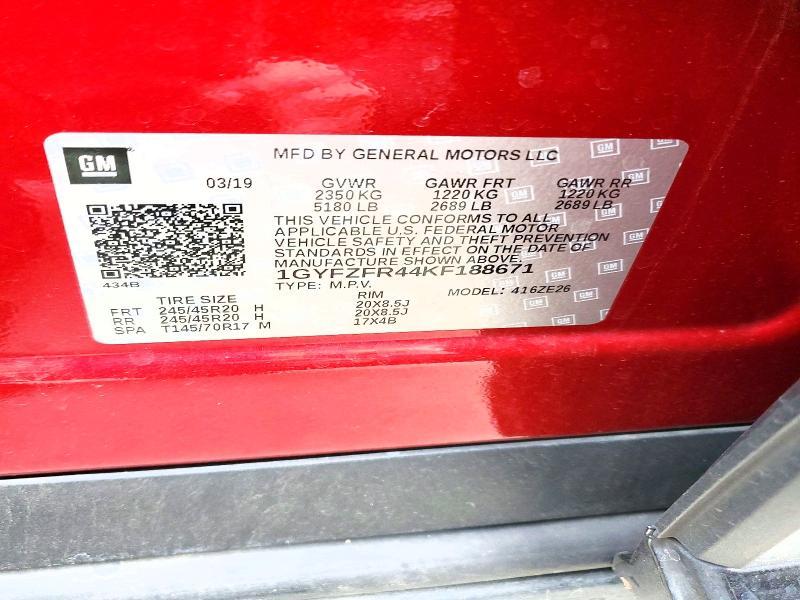 GM
MFD BY GENERAL MOTORS LLC
03/19 GVWR GAWR FRT GAWR RR
2350 KG 1220 KG 1220 KG
5180 LB 2689 LB 2689 LB
THIS VEHICLE CONFORMS TO ALL
APPLICABLE U.S. FEDERAL MOTOR
VEHICLE SAFETY AND THEFT PREVENTION
STANDARDS IN EFFECT ON THE DATE OF
MANUFACTURE SHOWN ABOVE.
1GYFZFR44KF188671
434B
TYPE: M.P.V. MODEL: 416ZE26
TIRE SIZE RIM
FRT 245/45R20 H 20X8.5J
RR 245/45R20 H 20X8.5J
SPA T145/70R17 M 17X4B